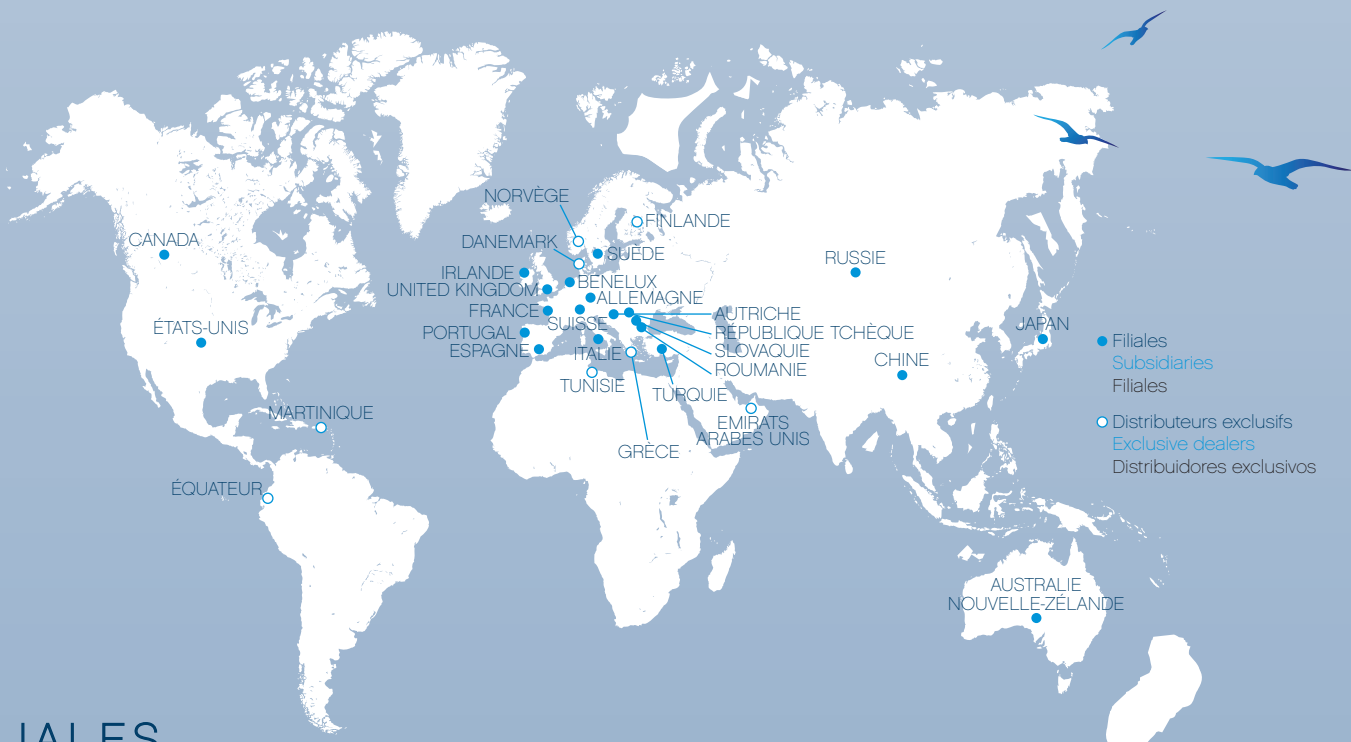 NORVÈGE
FINLANDE
CANADA
DANEMARK
SUÈDE
IRLANDE
RUSSIE
BENELUX
UNITED KINGDOM
ALLEMAGNE
FRANCE
AUTRICHE
ÉTATS-UNIS
SUISSE
JAPAN
PORTUGAL
RÉPUBLIQUE TCHÈQUE
ESPAGNE
ITALIE
SLOVAQUIE
CHINE
ROUMANIE
TUNISIE
TURQUIE
MARTINIQUE
EMIRATS
ARABES UNIS
GRÈCE
ÉQUATEUR
Filiales
Subsidiaries
Filiales
Distributeurs exclusifs
Exclusive dealers
Distribuidores exclusivos
AUSTRALIE
NOUVELLE-ZÉLANDE